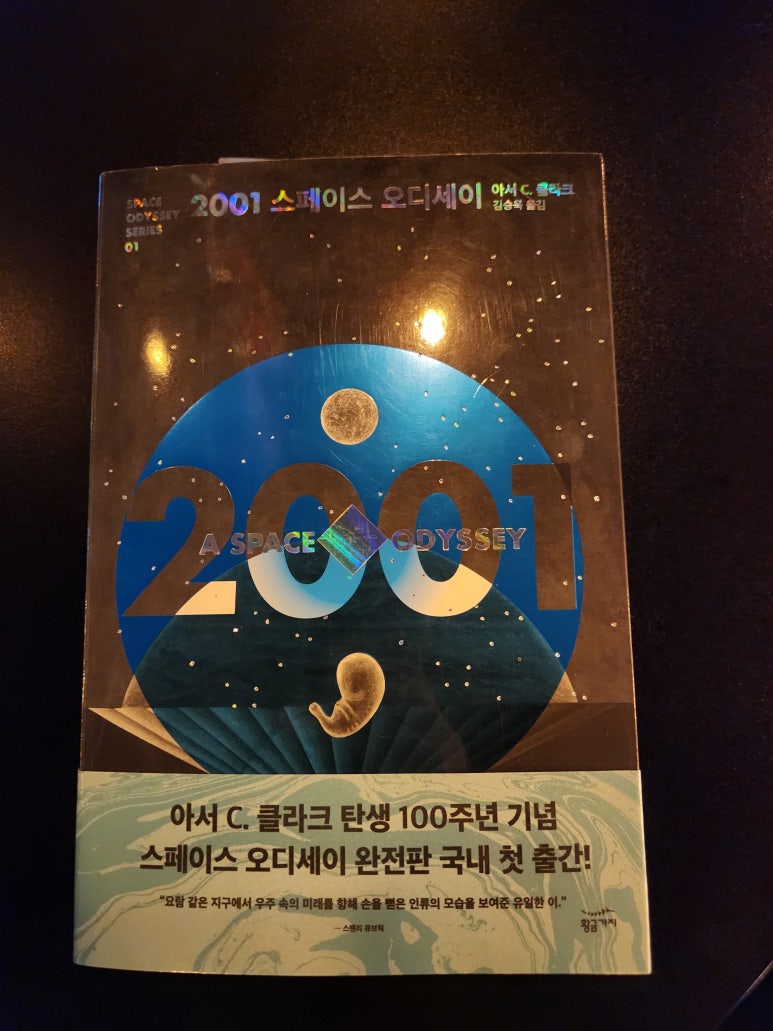 SPACE
ODYSSEY
SERIES
01
2001 스페이스 오디세이
아서 C. 클라크
김승욱 옮김
2001
A SPACE ODYSSEY
아서 C. 클라크 탄생 100주년 기념
스페이스 오디세이 완전판 국내 첫 출간!
“요람 같은 지구에서 우주 속의 미래를 향해 손을 뻗은 인류의 모습을 보여준 유일한 이.”
— 스탠리 큐브릭
황금가지